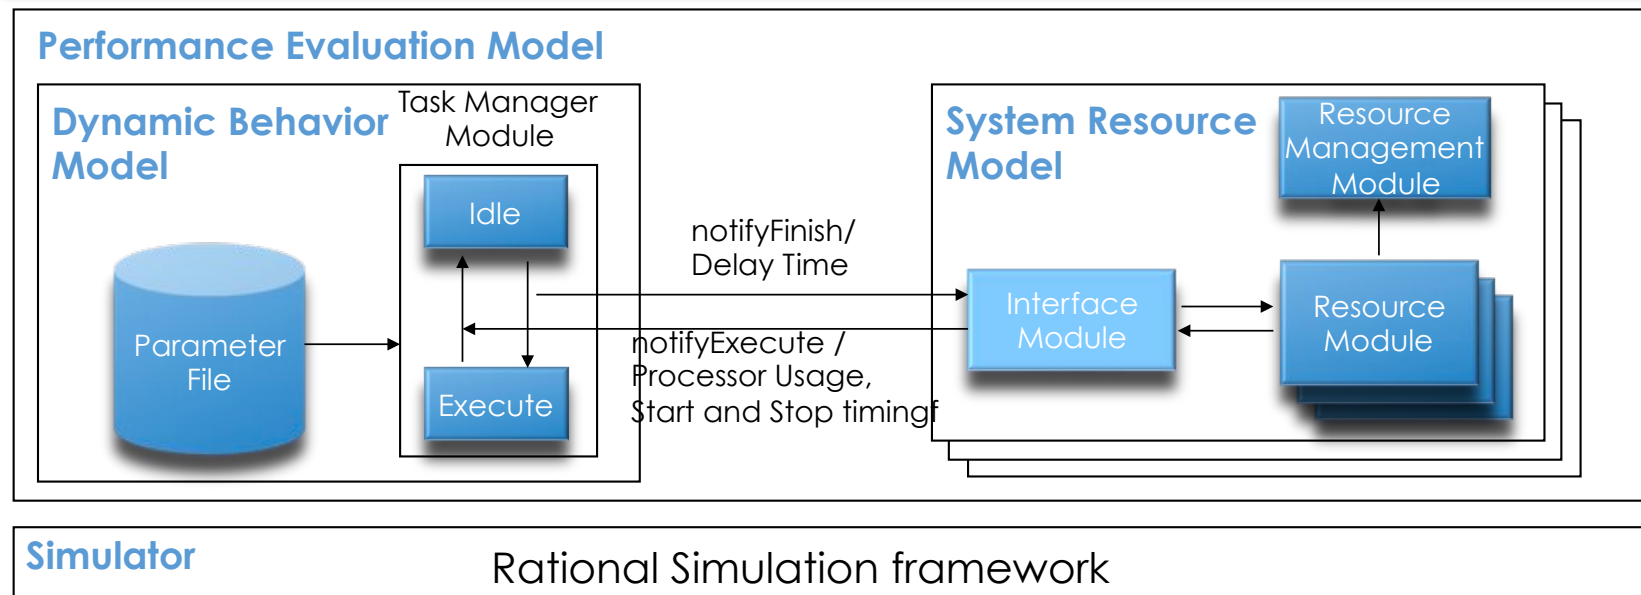 Performance Evaluation Model
Dynamic Behavior
Model
Task Manager
Module
Idle
Execute
Parameter
File
notifyFinish/
Delay Time
notifyExecute /
Processor Usage,
Start and Stop timingf
System Resource
Model
Resource
Management
Module
Interface
Module
Resource
Module
Simulator
Rational Simulation framework